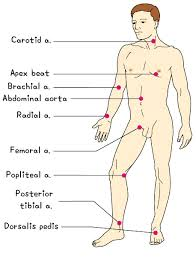 Carotid a.
Apex beat
Brachial a.
Abdominal aorta
Radial a.
Femoral a.
Popliteal a.
Posterior
tibial a.
Dorsalis pedis